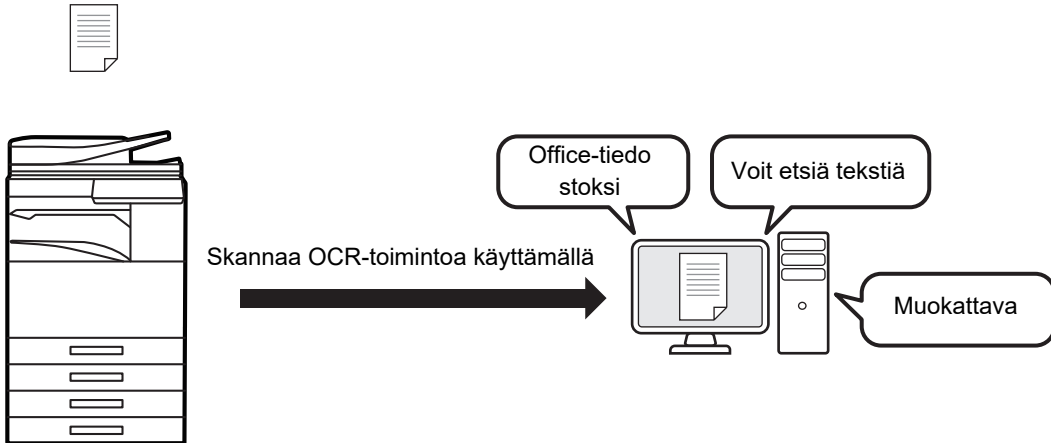 Office-tiedo
stoksi
Voit etsiä tekstiä
Skannaa OCR-toimintoa käyttämällä
Muokattava